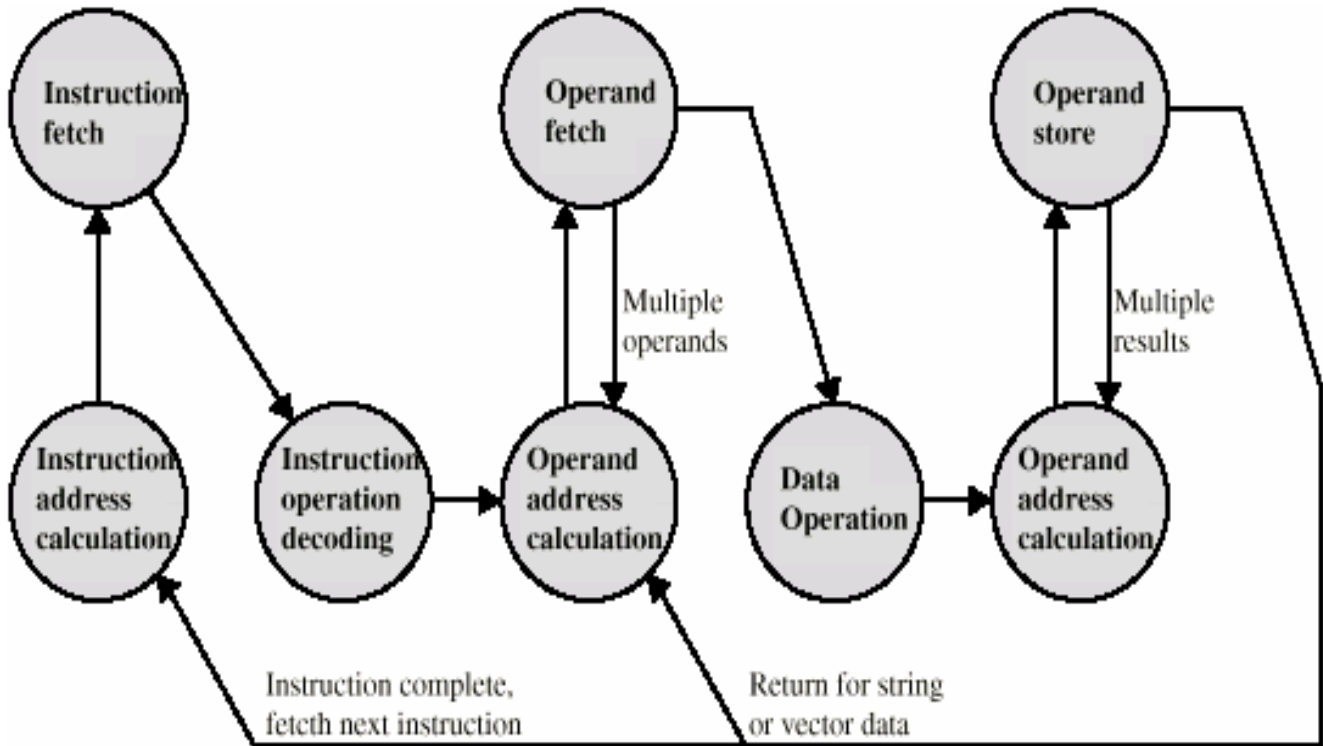 Instruction
fetch
Operand
fetch
Operand
store
Multiple
operands
Multiple
results
Instruction
address
calculation
Instruction
operation
decoding
Operand
address
calculation
Data
Operation
Operand
address
calculation
Instruction complete,
fetcth next instruction
Return for string
or vector data